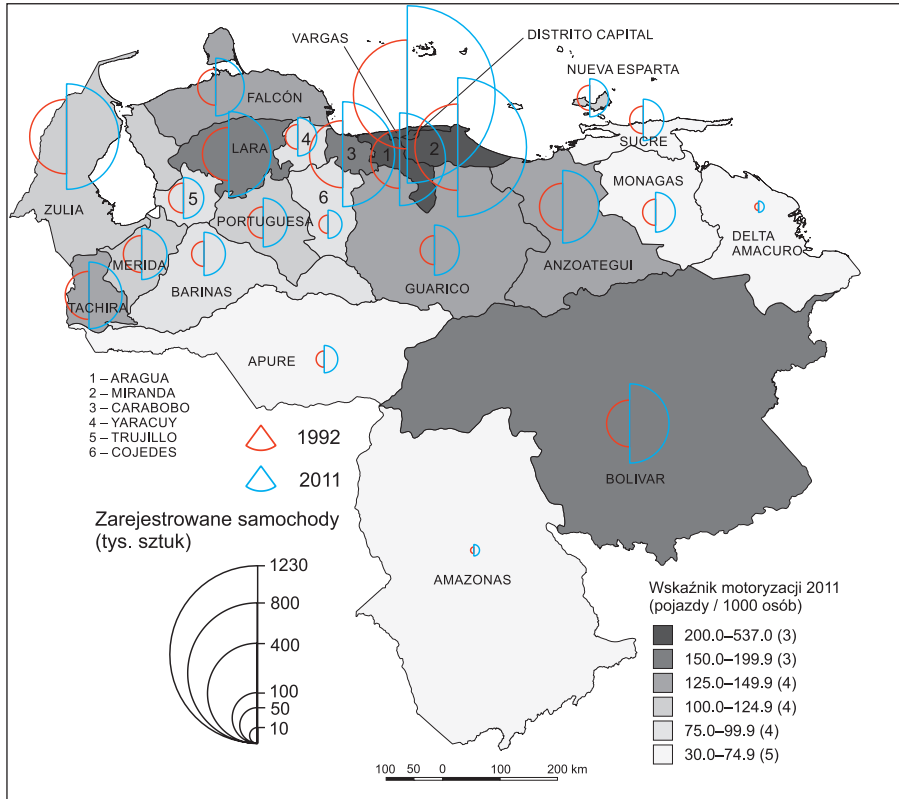 VARGAS
DISTRITO CAPITAL
NUEVA ESPARTA
FALCÓN
SUCRE
LARA
4
3
1
2
MONAGAS
ZULIA
5
PORTUGUESA
6
DELTA
AMACURO
MERIDA
ANZOATEGUI
BARINAS
GUARICO
TACHIRA
APURE
1 – ARAGUA
2 – MIRANDA
3 – CARABOBO
4 – YARACUY
5 – TRUJILLO
6 – COJEDES
1992
2011
BOLIVAR
AMAZONAS
Zarejestrowane samochody
(tys. sztuk)
1230
800
400
100
50
10
Wskaźnik motoryzacji 2011
(pojazdy / 1000 osób)
200.0–537.0 (3)
150.0–199.9 (3)
125.0–149.9 (4)
100.0–124.9 (4)
75.0–99.9 (4)
30.0–74.9 (5)
100 50 0 100 200 km